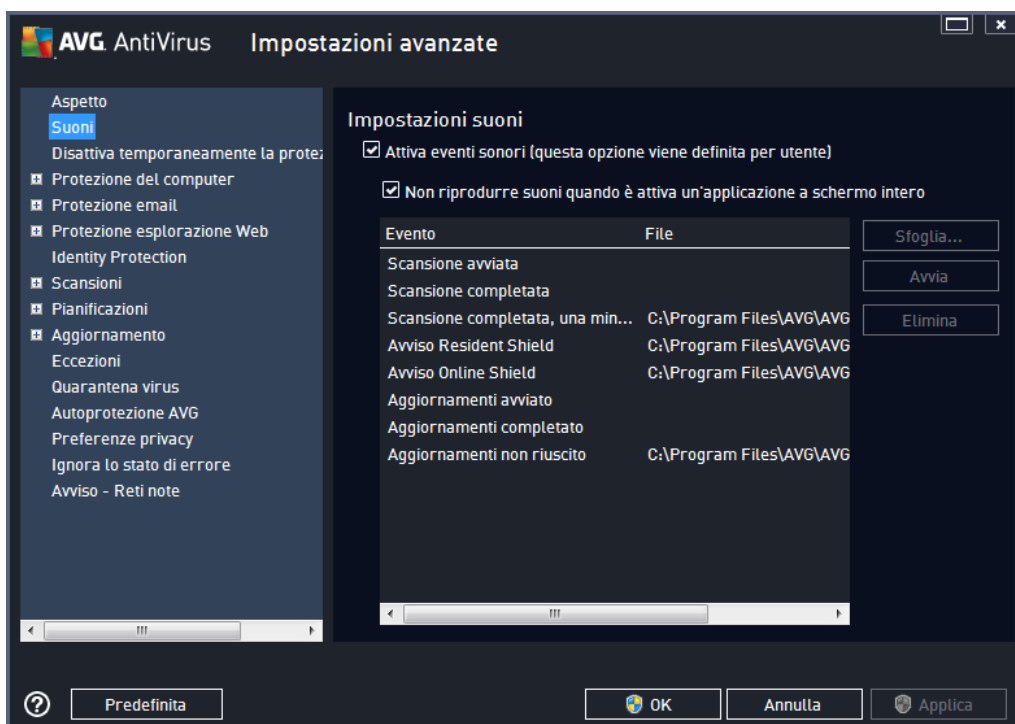 AVG. AntiVirus Impostazioni avanzate
Aspetto
Suoni
Disattiva temporaneamente la protez
Protezione del computer
Protezione email
Protezione esplorazione Web
Identity Protection
Scansioni
Pianificazioni
Aggiornamento
Eccezioni
Quarantena virus
Autoprotezione AVG
Preferenze privacy
Ignora lo stato di errore
Avviso - Reti note
Impostazioni suoni
Attiva eventi sonori (questa opzione viene definita per utente)
Non riprodurre suoni quando è attiva un'applicazione a schermo intero
Evento File
Scansione avviata
Scansione completata
Scansione completata, una min... C:\Program Files\AVG\AVG
Avviso Resident Shield C:\Program Files\AVG\AVG
Avviso Online Shield C:\Program Files\AVG\AVG
Aggiornamenti avviato
Aggiornamenti completato
Aggiornamenti non riuscito C:\Program Files\AVG\AVG
Sfoglia...
Avvia
Elimina
Predefinita OK Annulla Applica